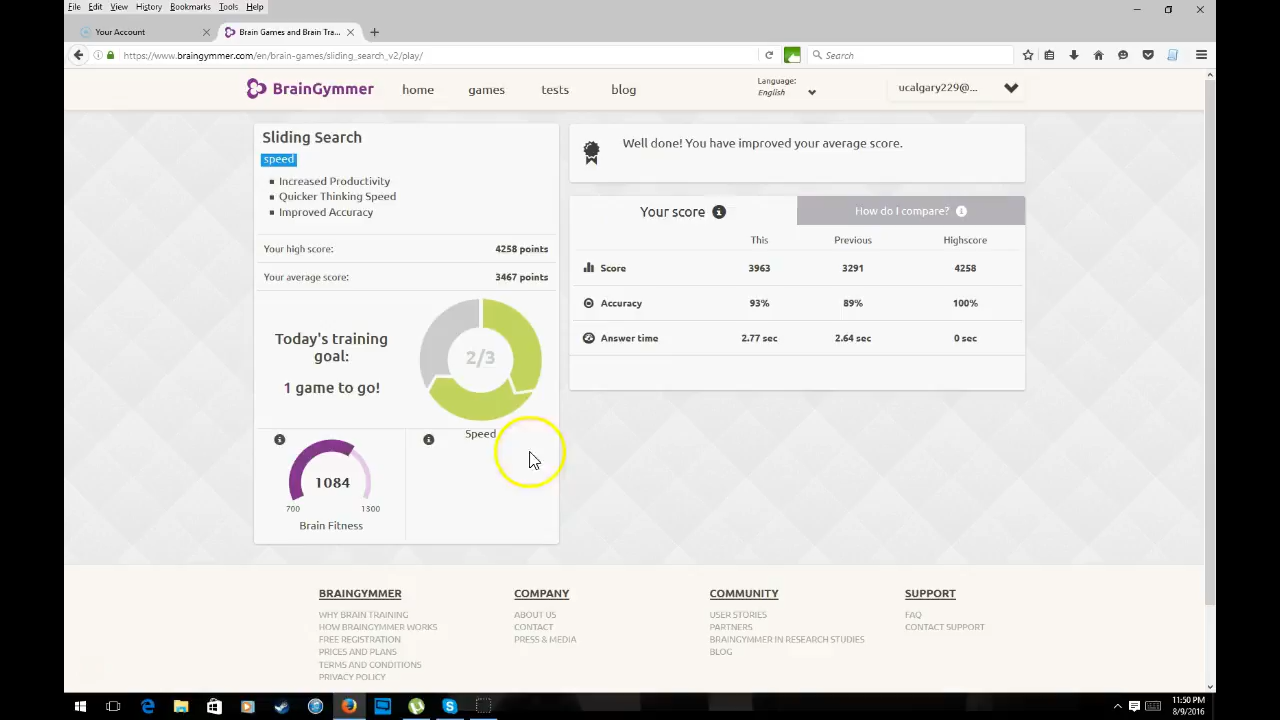 File Edit View History Bookmarks Tools Help
Your Account
Brain Games and Brain Tra...
https://www.braingymmer.com/en/brain-games/sliding_search_v2/play/
Search
BrainGymmer
home games tests blog
Language:
English
ucalgary229@...
Sliding Search
speed
Increased Productivity
Quicker Thinking Speed
Improved Accuracy
Your high score: 4258 points
Your average score: 3467 points
Today's training
goal:
1 game to go!
2/3
Speed
1084
700 1300
Brain Fitness
Well done! You have improved your average score.
Your score
How do I compare?
This Previous Highscore
Score 3963 3291 4258
Accuracy 93% 89% 100%
Answer time 2.77 sec 2.64 sec 0 sec
BRAINGYMMER
WHY BRAIN TRAINING
HOW BRAINGYMMER WORKS
FREE REGISTRATION
PRICES AND PLANS
TERMS AND CONDITIONS
PRIVACY POLICY
COMPANY
ABOUT US
CONTACT
PRESS & MEDIA
COMMUNITY
USER STORIES
PARTNERS
BRAINGYMMER IN RESEARCH STUDIES
BLOG
SUPPORT
FAQ
CONTACT SUPPORT
11:50 PM
8/9/2016